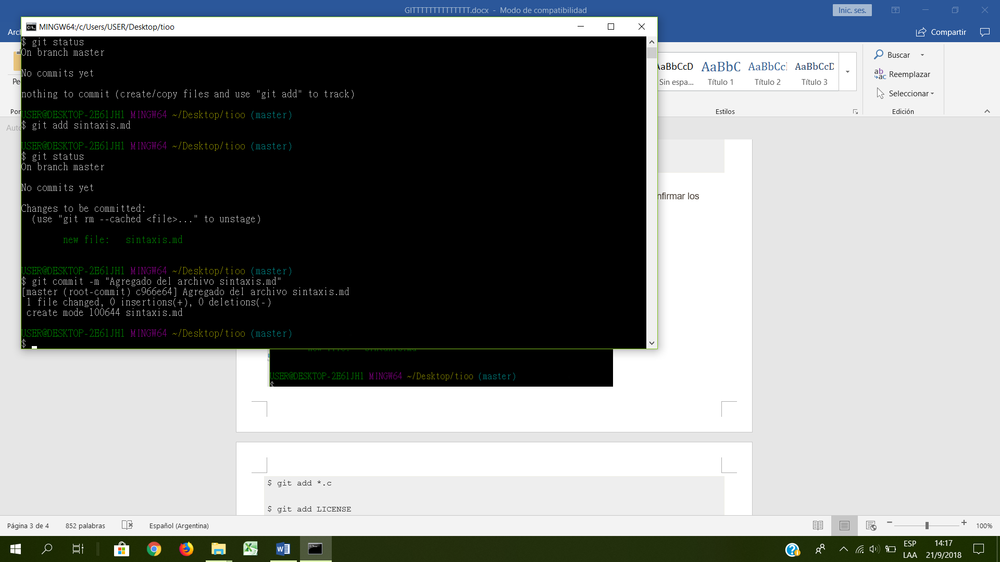 GITTTTTTTTTTTTTT.docx - Modo de compatibilidad
Inic. ses.
MINGW64:/c/Users/USER/Desktop/tioo
Compartir
$ git status
On branch master
No commits yet
nothing to commit (create/copy files and use "git add" to track)
USER@DESKTOP-2E61JH1 MINGW64 ~/Desktop/tioo (master)
$ git add sintaxis.md
USER@DESKTOP-2E61JH1 MINGW64 ~/Desktop/tioo (master)
$ git status
On branch master
No commits yet
Changes to be committed:
(use "git rm --cached <file>..." to unstage)
new file: sintaxis.md
USER@DESKTOP-2E61JH1 MINGW64 ~/Desktop/tioo (master)
$ git commit -m "Agregado del archivo sintaxis.md"
[master (root-commit) c966e64] Agregado del archivo sintaxis.md
1 file changed, 0 insertions(+), 0 deletions(-)
create mode 100644 sintaxis.md
USER@DESKTOP-2E61JH1 MINGW64 ~/Desktop/tioo (master)
$
AaBbCcD AaBbC AaBbCc AaBbCcD
Sin espa... Título 1 Título 2 Título 3
Estilos
Buscar
Reemplazar
Seleccionar
Edición
nfirmar los
USER@DESKTOP-2E61JH1 MINGW64 ~/Desktop/tioo (master)
$
$ git add *.c
$ git add LICENSE
Página 3 de 4 852 palabras Español (Argentina) 100%
ESP
LAA
14:17
21/9/2018